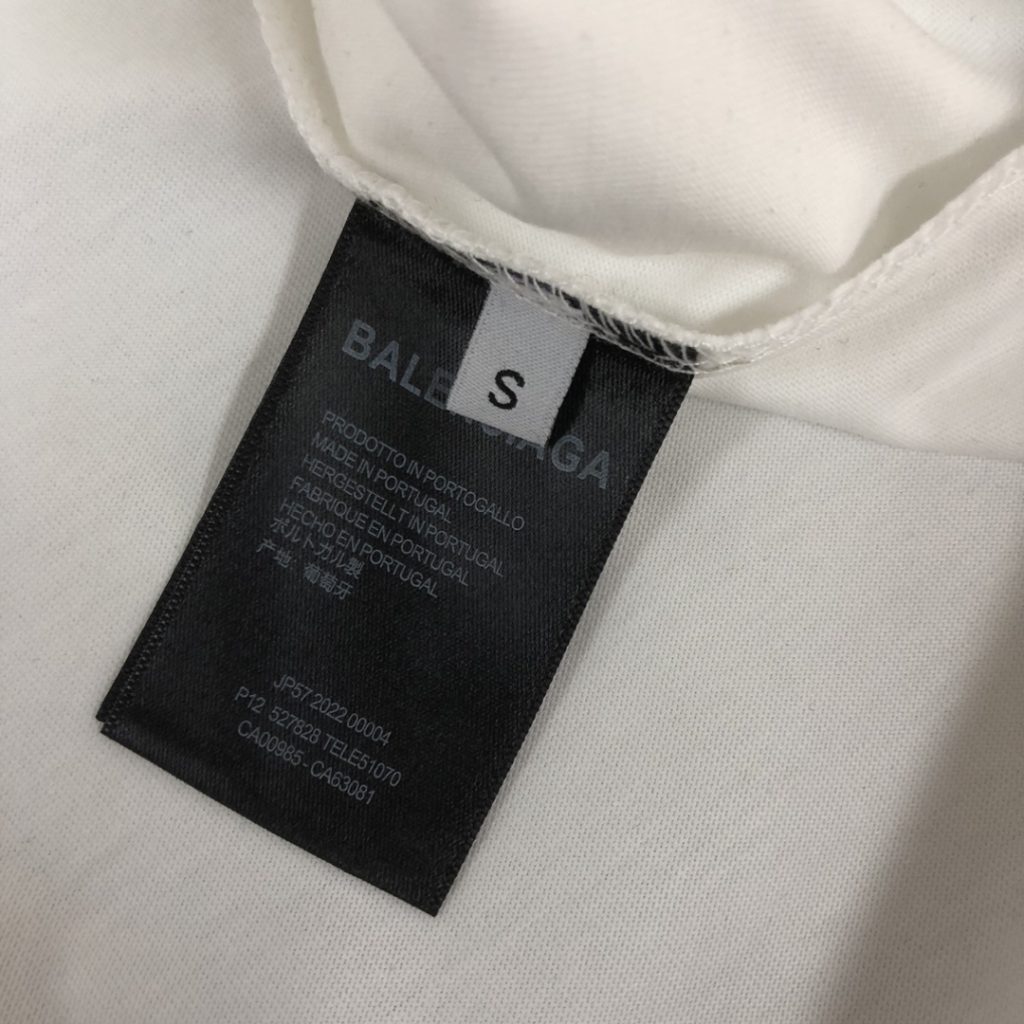 BALENCIAGA
S
PRODOTTO IN PORTOGALLO
MADE IN PORTUGAL
HERGESTELLT IN PORTUGAL
FABRIQUE EN PORTUGAL
HECHO EN PORTUGAL
ポルトガル製
产地：葡萄牙
JP57 2022 00004
P12 527828 TELE51070
CA00985 - CA63081